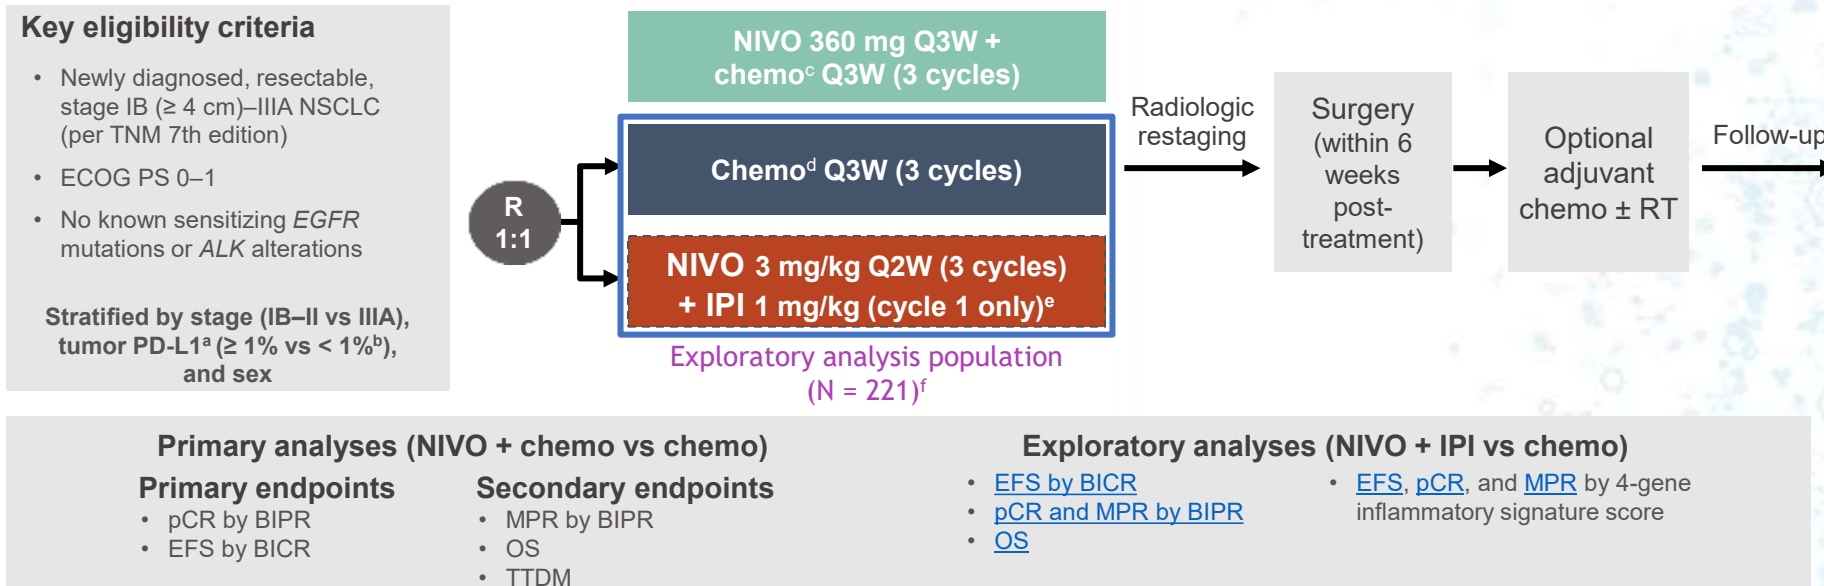 Key eligibility criteria
• Newly diagnosed, resectable,
stage IB (≥ 4 cm)–IIIA NSCLC
(per TNM 7th edition)
• ECOG PS 0–1
• No known sensitizing EGFR
mutations or ALK alterations
Stratified by stage (IB–II vs IIIA),
tumor PD-L1ᵃ (≥ 1% vs < 1%ᵇ),
and sex
R
1:1
NIVO 360 mg Q3W +
chemoᶜ Q3W (3 cycles)
Chemoᵈ Q3W (3 cycles)
NIVO 3 mg/kg Q2W (3 cycles)
+ IPI 1 mg/kg (cycle 1 only)ᵉ
Exploratory analysis population
(N = 221)ᶠ
Radiologic
restaging
Surgery
(within 6
weeks
post-
treatment)
Optional
adjuvant
chemo ± RT
Follow-up
Primary analyses (NIVO + chemo vs chemo)
Primary endpoints
• pCR by BIPR
• EFS by BICR
Secondary endpoints
• MPR by BIPR
• OS
• TTDM
Exploratory analyses (NIVO + IPI vs chemo)
• EFS by BICR
• pCR and MPR by BIPR
• OS
• EFS, pCR, and MPR by 4-gene
inflammatory signature score